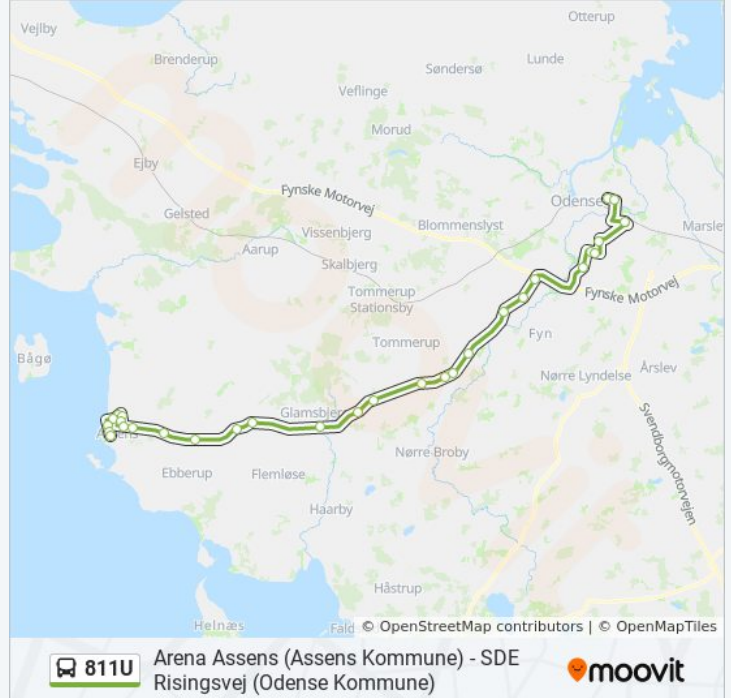 Otterup
Vejlby
Brenderup
Lunde
Søndersø
Veflinge
Morud
Ejby
Fynske Motorvej
Odense
Gelsted
Blommenslyst
Marsle
Vissenbjerg
Aarup
Skalbjerg
Tommerup
Stationsby
Fynske Motorvej
Fyn
Tommerup
Bågø
Årslev
Nørre Lyndelse
Glamsbjer
Svendborgmotorvejen
Nørre Broby
Ebberup
Flemløse
Haarby
Håstrup
Helnæs
Fald
© OpenStreetMap contributors | © OpenMapTiles
811U
Arena Assens (Assens Kommune) - SDE
Risingsvej (Odense Kommune)
moovit